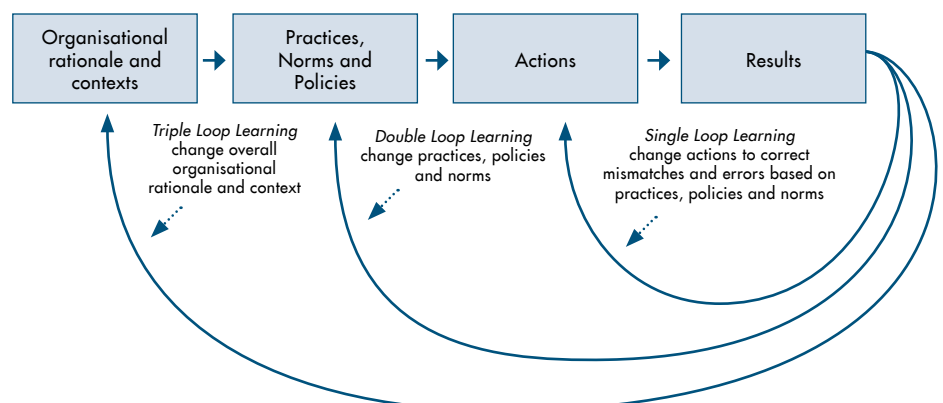 Organisational
rationale and
contexts
Practices,
Norms and
Policies
Actions
Results
Triple Loop Learning
change overall
organisational
rationale and context
Double Loop Learning
change practices, policies
and norms
Single Loop Learning
change actions to correct
mismatches and errors based on
practices, policies and norms